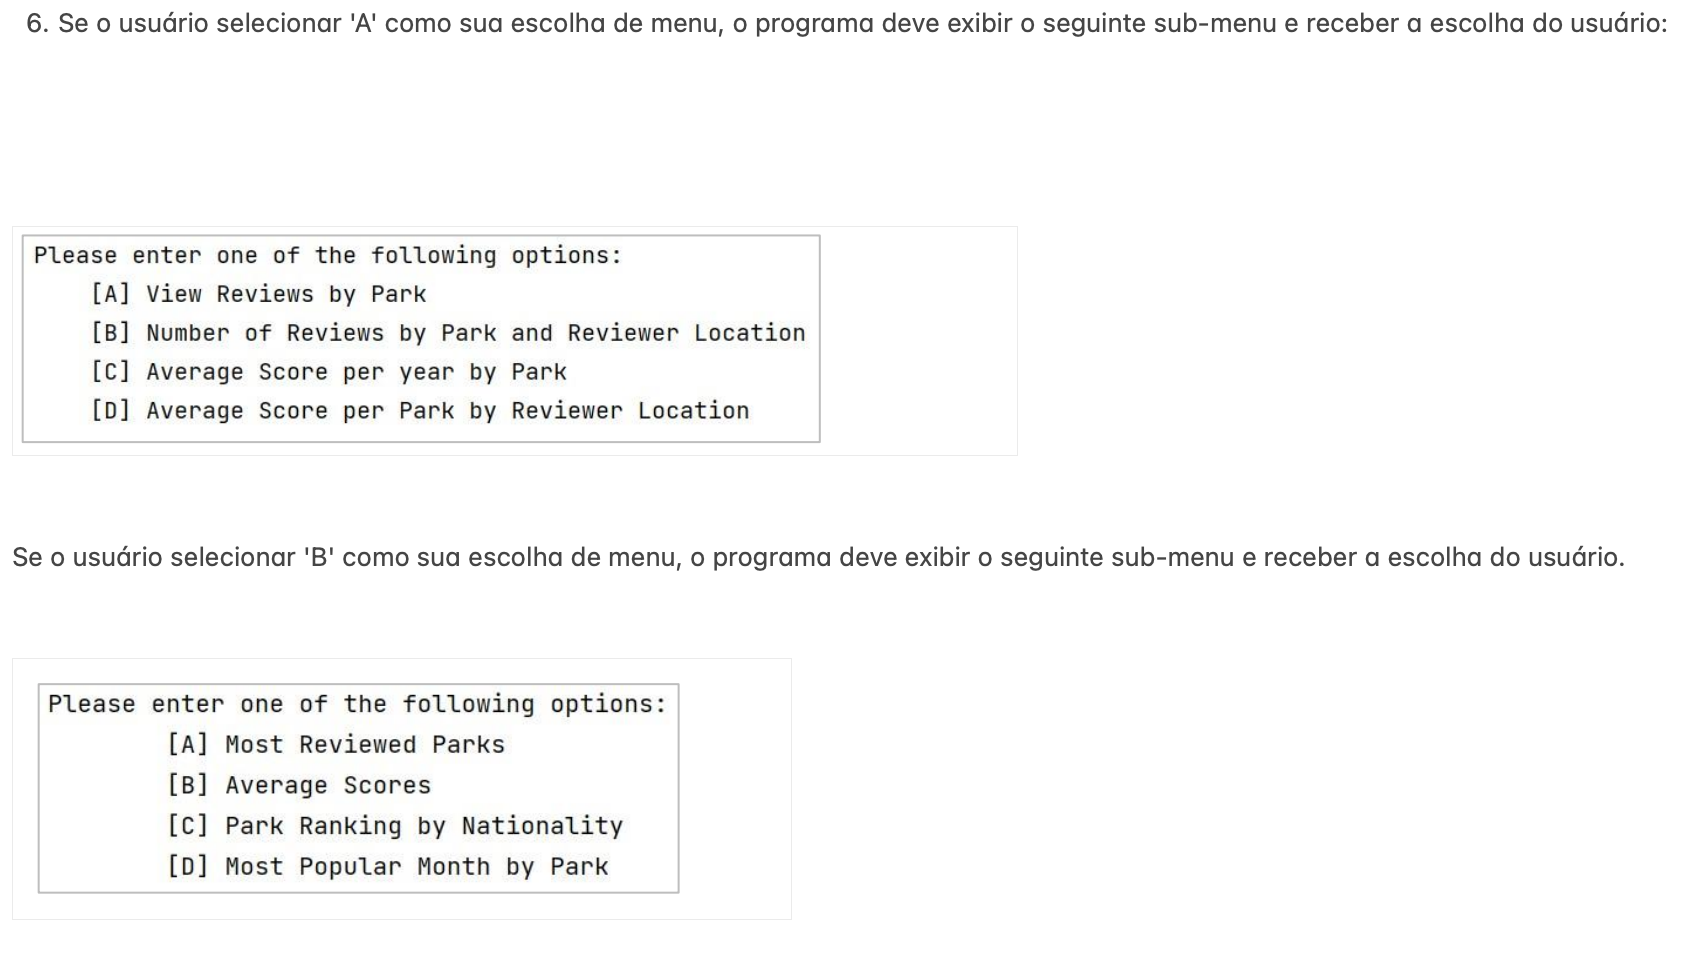 6. Se o usuário selecionar 'A' como sua escolha de menu, o programa deve exibir o seguinte sub-menu e receber a escolha do usuário:
Please enter one of the following options:
[A] View Reviews by Park
[B] Number of Reviews by Park and Reviewer Location
[C] Average Score per year by Park
[D] Average Score per Park by Reviewer Location
Se o usuário selecionar 'B' como sua escolha de menu, o programa deve exibir o seguinte sub-menu e receber a escolha do usuário.
Please enter one of the following options:
[A] Most Reviewed Parks
[B] Average Scores
[C] Park Ranking by Nationality
[D] Most Popular Month by Park